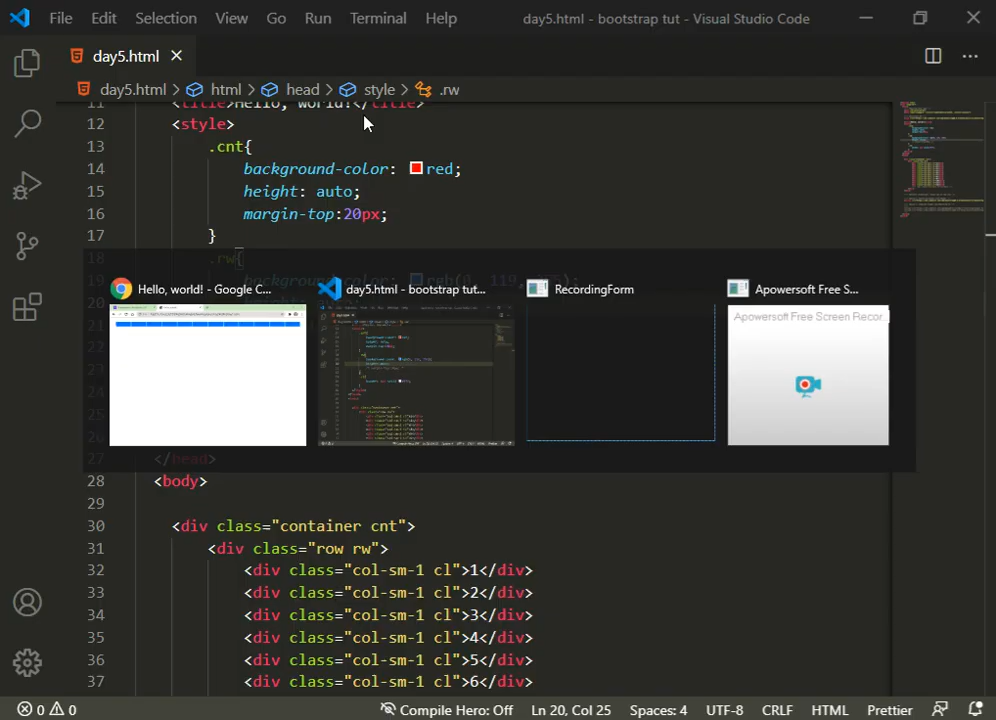 File Edit Selection View Go Run Terminal Help day5.html - bootstrap tut - Visual Studio Code
day5.html
day5.html > html > head > style > .rw
11 <title>Hello, world!</title>
12 <style>
13 .cnt{
14 background-color: red;
15 height: auto;
16 margin-top:20px;
17 }
18 .rw{
Hello, world! - Google C...
day5.html - bootstrap tut...
RecordingForm
Apowersoft Free S...
Apowersoft Free Screen Recor
27 </head>
28 <body>
29
30 <div class="container cnt">
31 <div class="row rw">
32 <div class="col-sm-1 cl">1</div>
33 <div class="col-sm-1 cl">2</div>
34 <div class="col-sm-1 cl">3</div>
35 <div class="col-sm-1 cl">4</div>
36 <div class="col-sm-1 cl">5</div>
37 <div class="col-sm-1 cl">6</div>
0 0 Compile Hero: Off Ln 20, Col 25 Spaces: 4 UTF-8 CRLF HTML Prettier